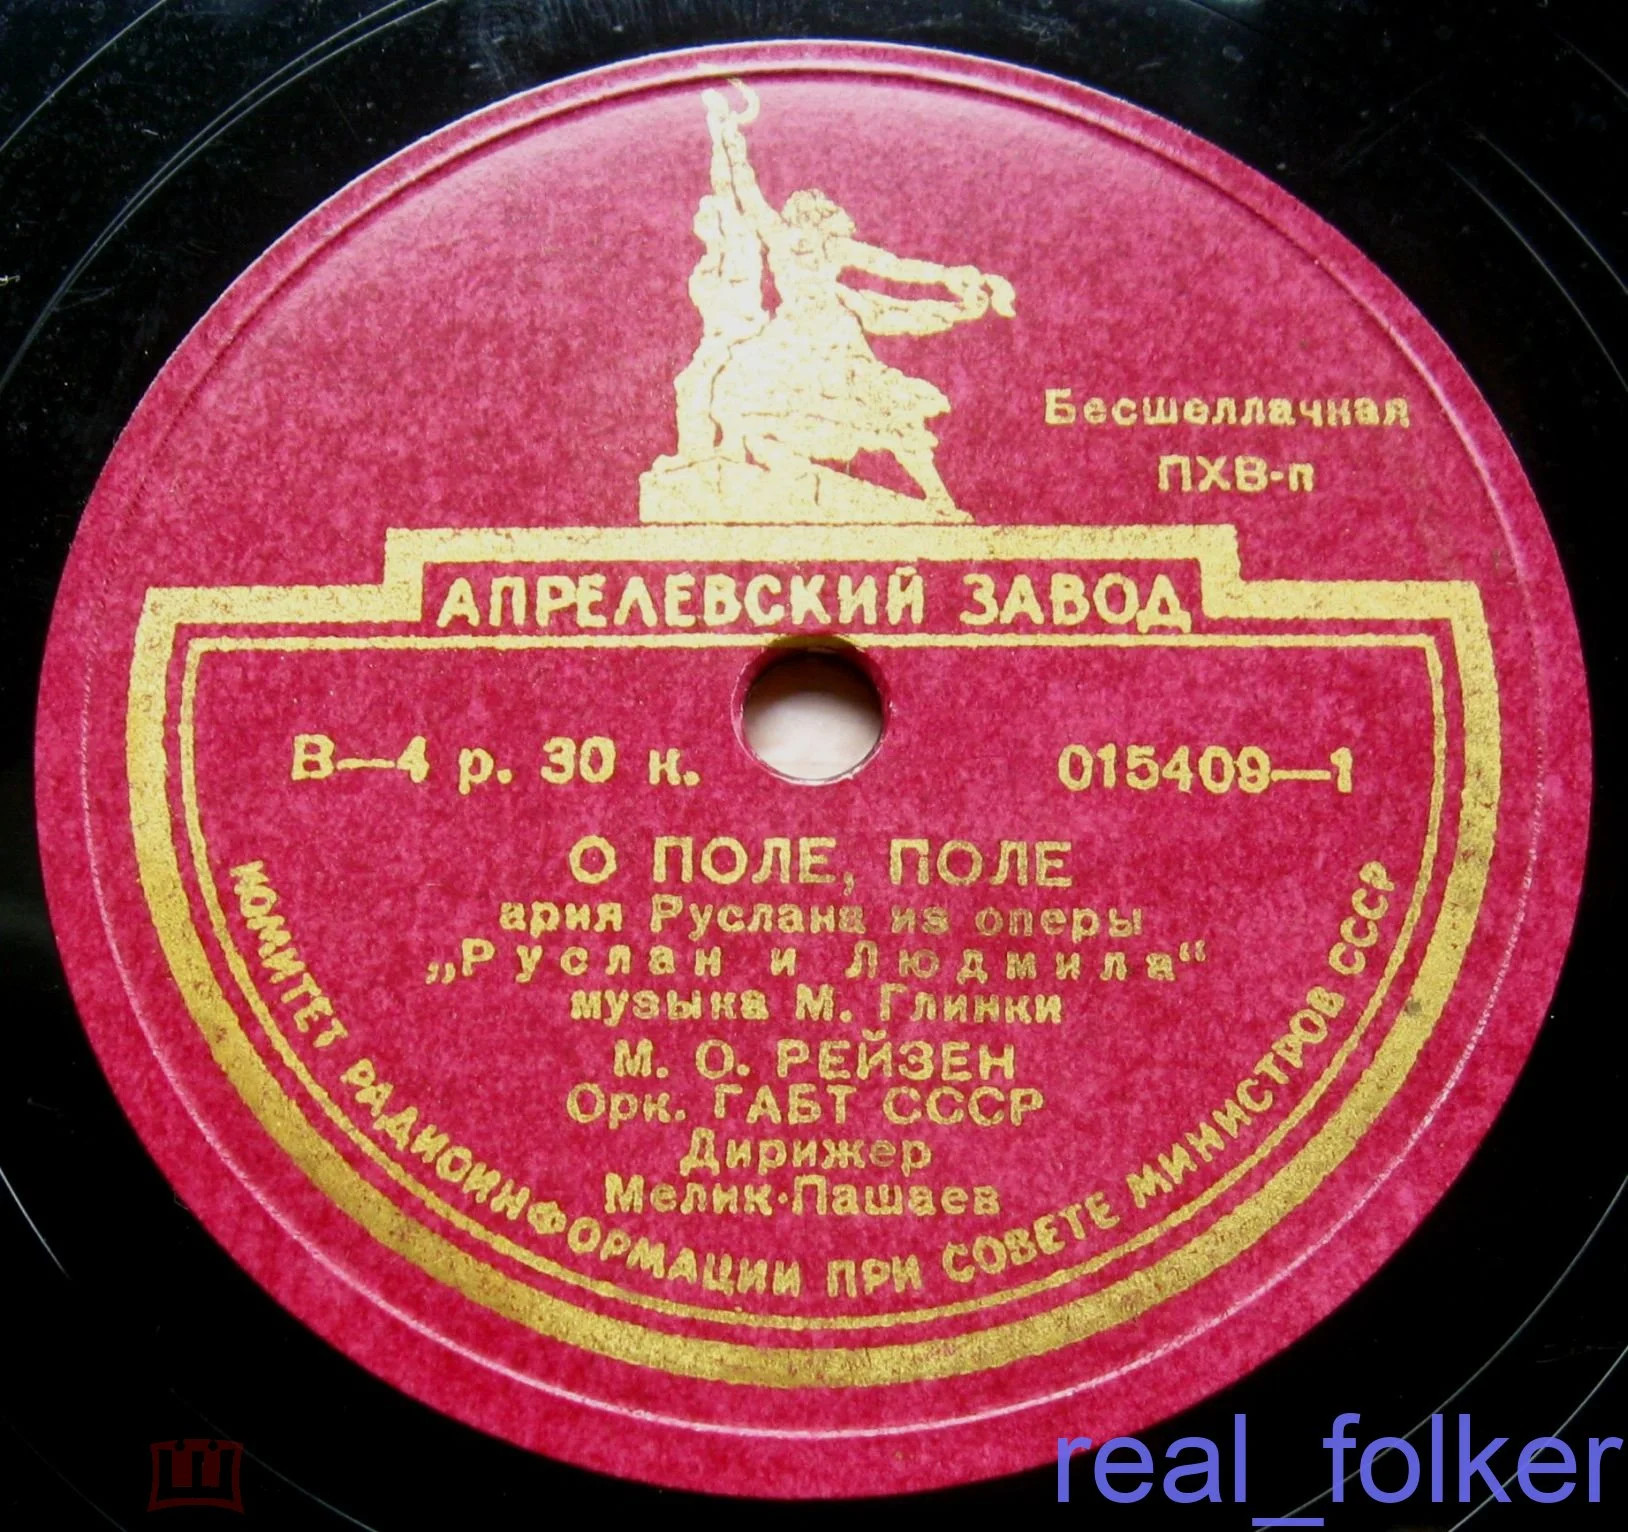 Бесшеллачная
ПХВ-п
АПРЕЛЕВСКИЙ ЗАВОД
В—4 р. 30 к.
015409—1
О ПОЛЕ, ПОЛЕ
ария Руслана из оперы
„Руслан и Людмила“
музыка М. Глинки
М. О. РЕЙЗЕН
Орк. ГАБТ СССР
Дирижер
Мелик-Пашаев
КОМИТЕТ РАДИОИНФОРМАЦИИ ПРИ СОВЕТЕ МИНИСТРОВ СССР
real_folker